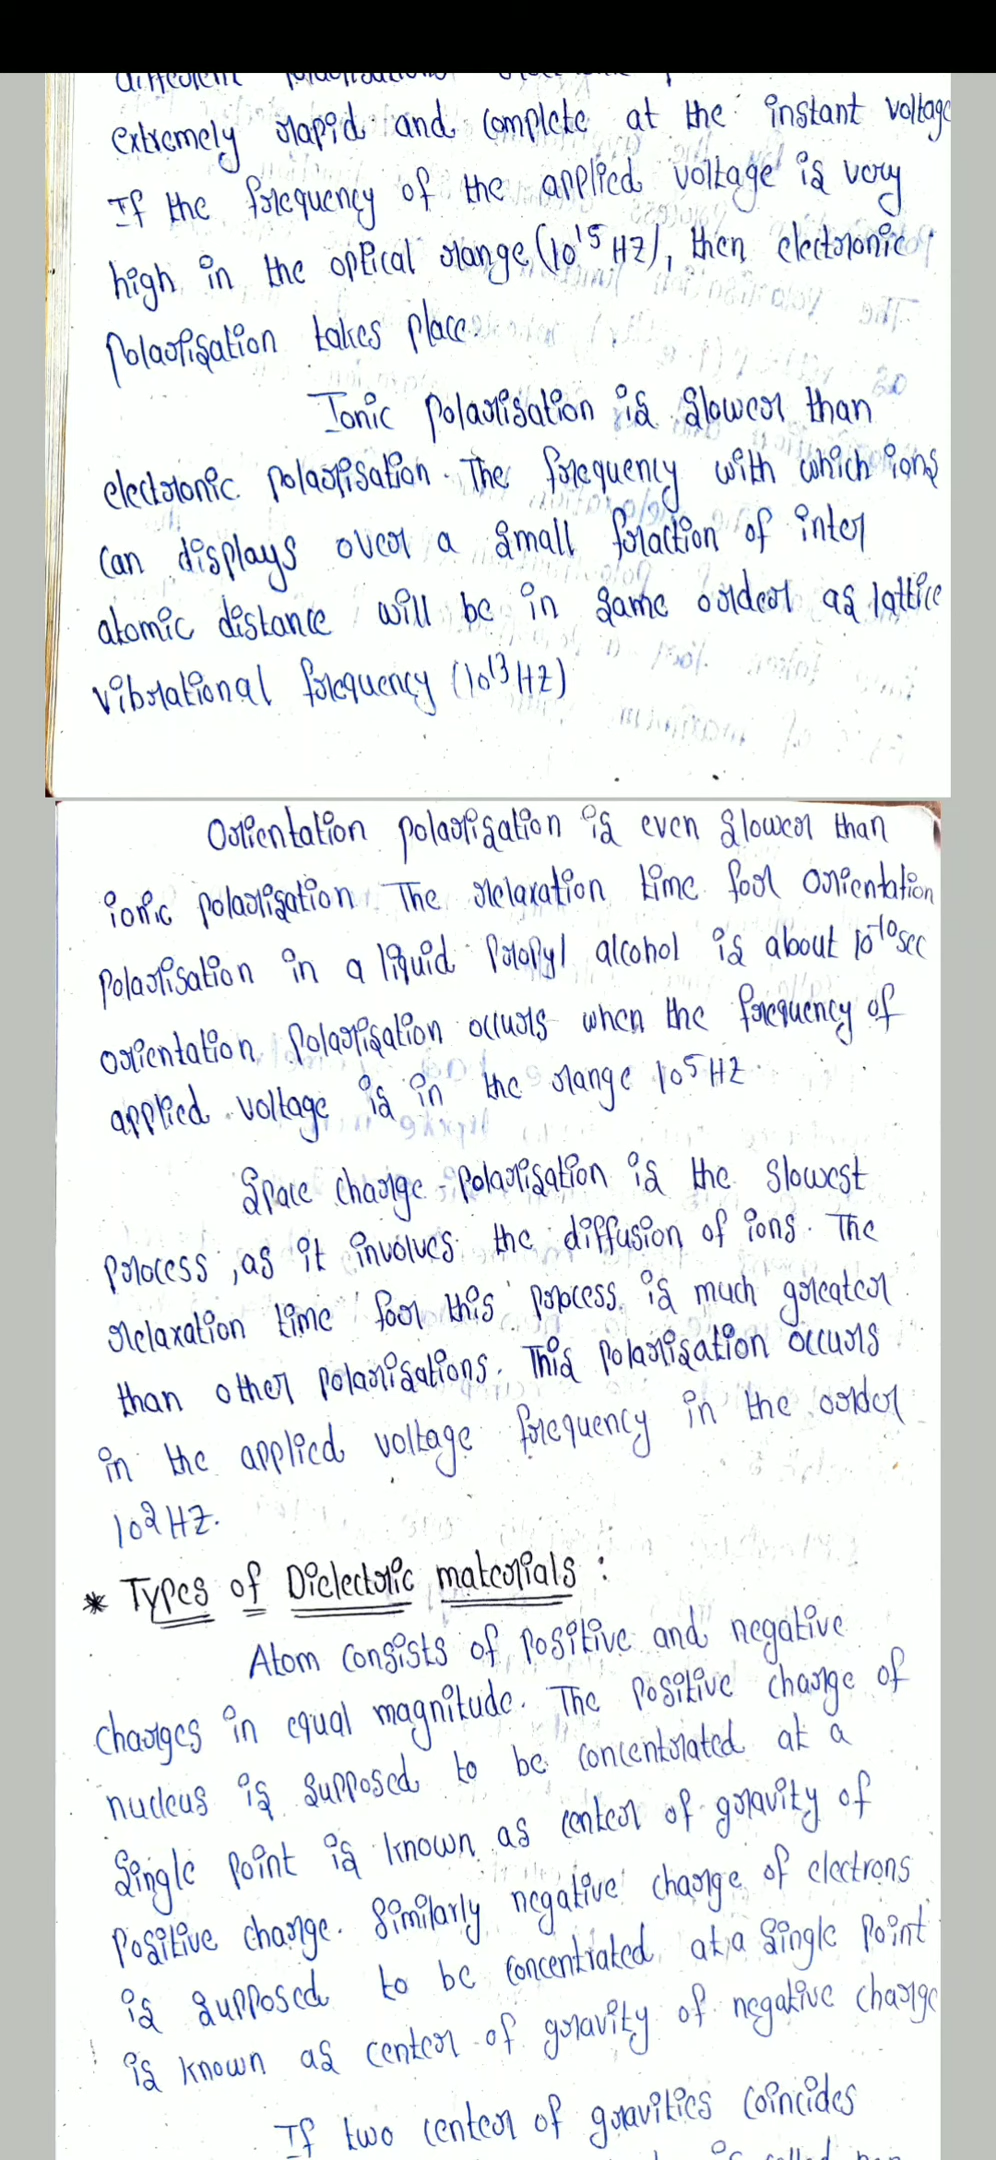 different
extremely rapid and complete at the instant voltage
If the frequency of the applied voltage is very
high in the optical range (10¹⁵ Hz), then electronic
polarisation takes place.
Ionic polarisation is slower than
electronic polarisation. The frequency with which ions
can displays over a small fraction of inter
atomic distance will be in same order as lattice
vibrational frequency (10¹³ Hz)
Orientation polarisation is even slower than
ionic polarisation. The relaxation time for orientation
polarisation in a liquid propyl alcohol is about 10⁻¹⁰ sec
orientation polarisation occurs when the frequency of
applied voltage is in the range 10⁵ Hz.
Space charge polarisation is the slowest
process, as it involves the diffusion of ions. The
relaxation time for this process is much greater
than other polarisations. This polarisation occurs
in the applied voltage frequency in the order
10² Hz.
* Types of Dielectric materials :
Atom consists of positive and negative
charges in equal magnitude. The positive charge of
nucleus is supposed to be concentrated at a
single point is known as center of gravity of
positive charge. Similarly negative charge of electrons
is supposed to be concentrated at a single point
is known as center of gravity of negative charge
If two center of gravities coincides